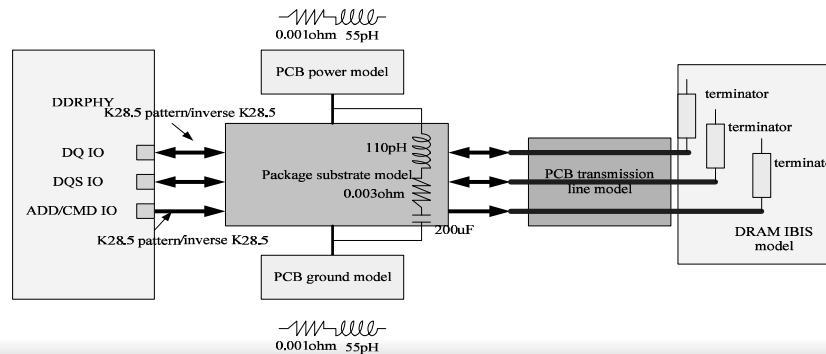 0.001ohm 55pH
PCB power model
DDRPHY
K28.5 pattern/inverse K28.5
DQ IO
DQS IO
ADD/CMD IO
K28.5 pattern/inverse K28.5
110pH
Package substrate model
0.003ohm
200uF
PCB ground model
0.001ohm 55pH
PCB transmission
line model
terminator
terminator
terminato
DRAM IBIS
model